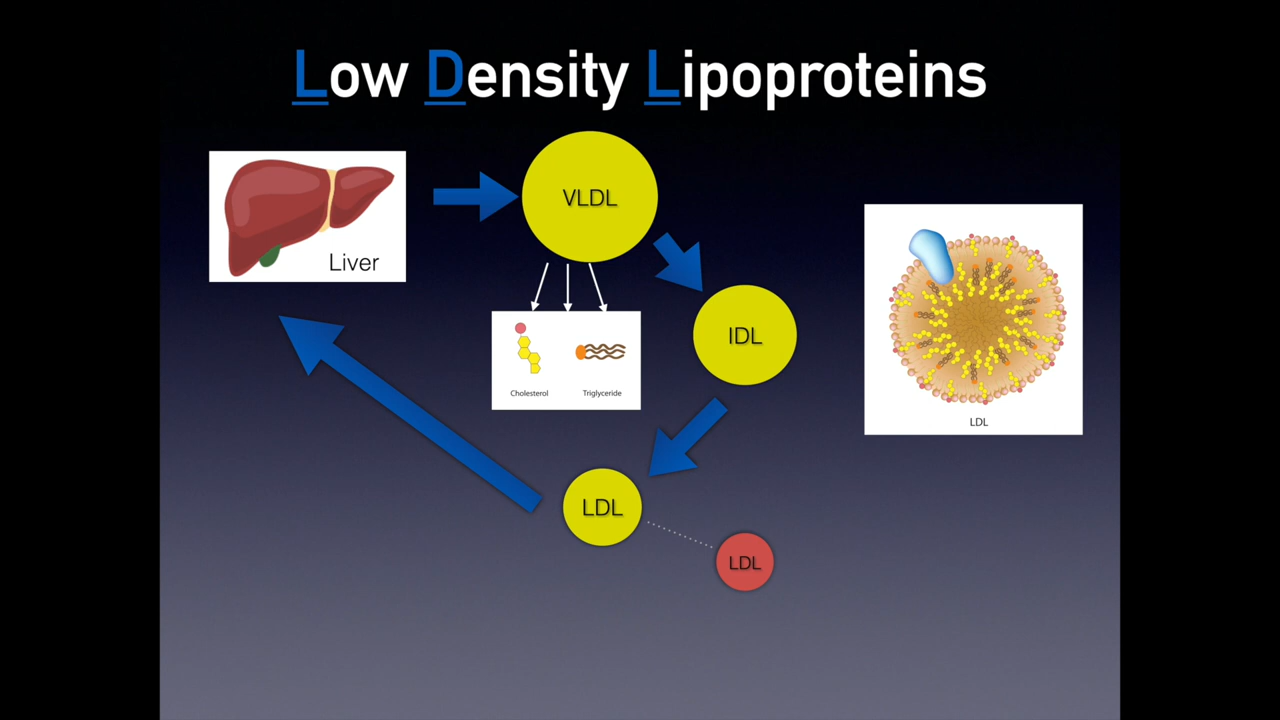 Low Density Lipoproteins
Liver
VLDL
IDL
Cholesterol
Triglyceride
LDL
LDL
LDL